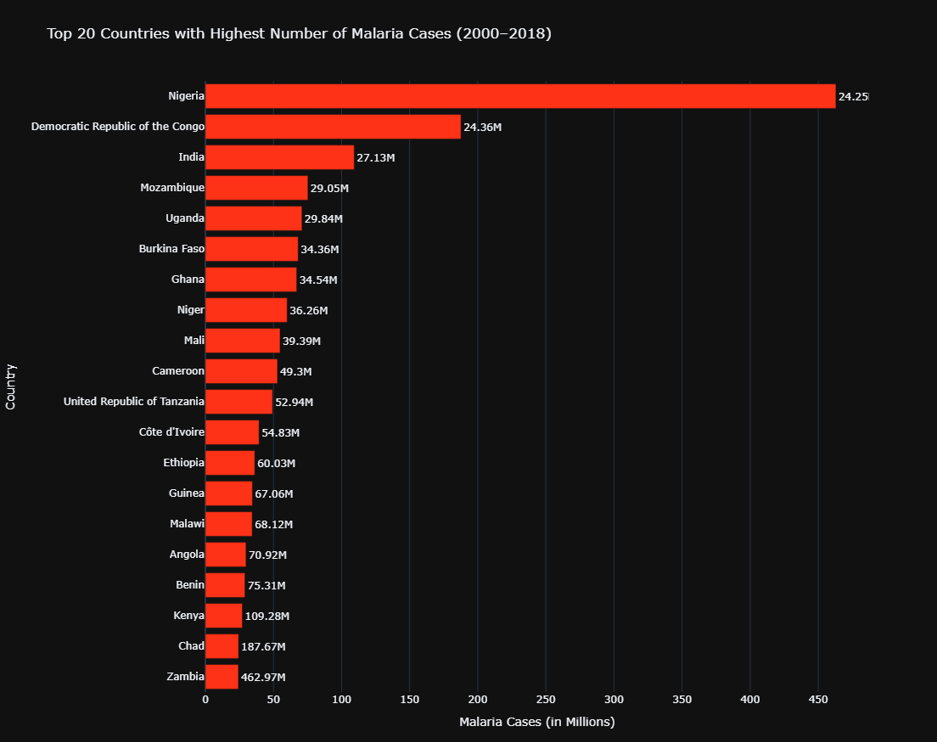 Top 20 Countries with Highest Number of Malaria Cases (2000–2018)
Nigeria 24.25
Democratic Republic of the Congo 24.36M
India 27.13M
Mozambique 29.05M
Uganda 29.84M
Burkina Faso 34.36M
Ghana 34.54M
Niger 36.26M
Mali 39.39M
Cameroon 49.3M
United Republic of Tanzania 52.94M
Côte d'Ivoire 54.83M
Ethiopia 60.03M
Guinea 67.06M
Malawi 68.12M
Angola 70.92M
Benin 75.31M
Kenya 109.28M
Chad 187.67M
Zambia 462.97M
0 50 100 150 200 250 300 350 400 450
Malaria Cases (in Millions)
Country